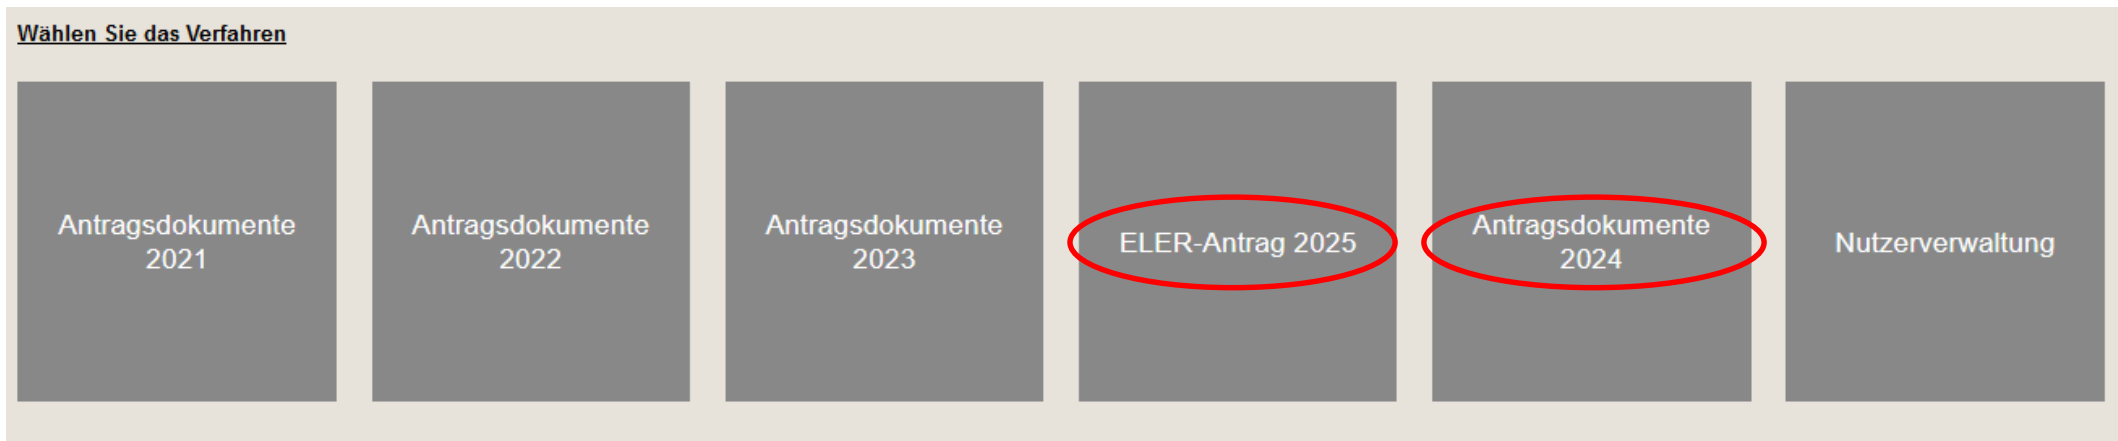 Wählen Sie das Verfahren
Antragsdokumente
2021
Antragsdokumente
2022
Antragsdokumente
2023
ELER-Antrag 2025
Antragsdokumente
2024
Nutzerverwaltung